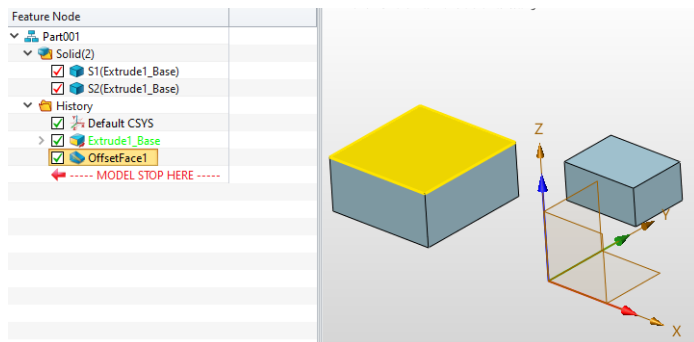 Feature Node
Part001
Solid(2)
S1(Extrude1_Base)
S2(Extrude1_Base)
History
Default CSYS
Extrude1_Base
OffsetFace1
----- MODEL STOP HERE -----
Z
Y
X